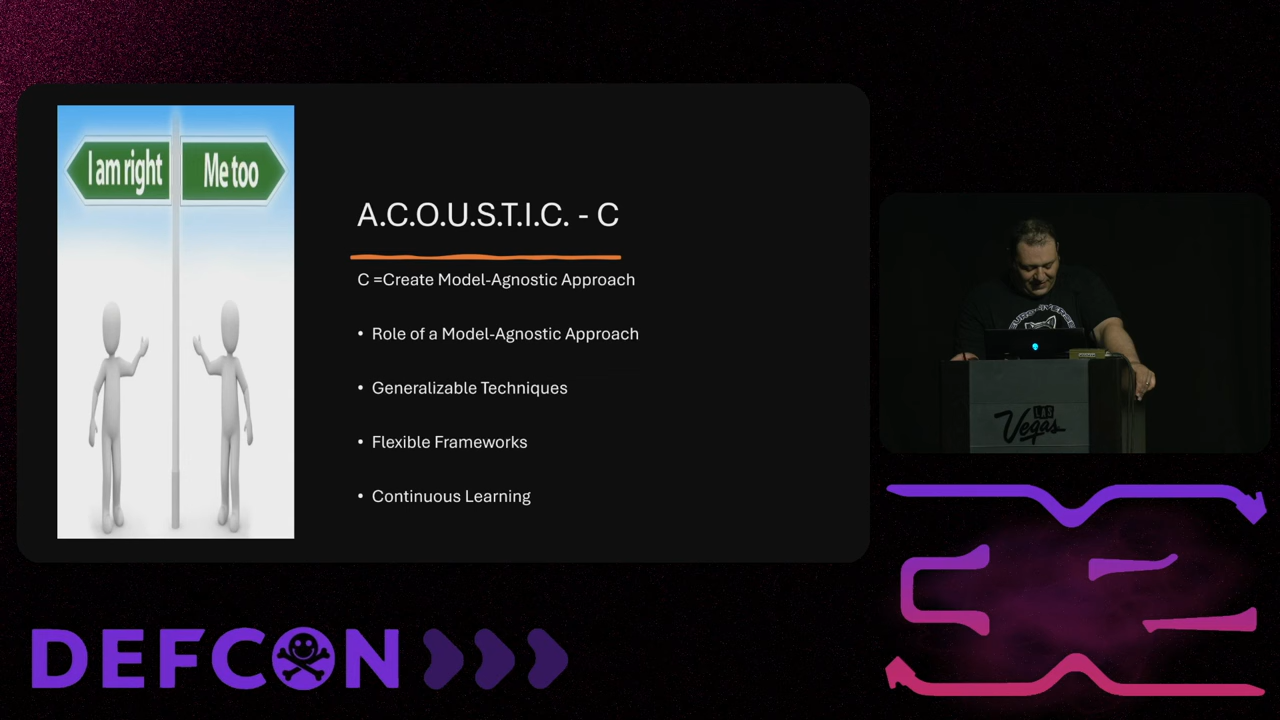 I am right
Me too
A.C.O.U.S.T.I.C. - C
C =Create Model-Agnostic Approach
• Role of a Model-Agnostic Approach
• Generalizable Techniques
• Flexible Frameworks
• Continuous Learning
LAS
Vegas
DEFCON